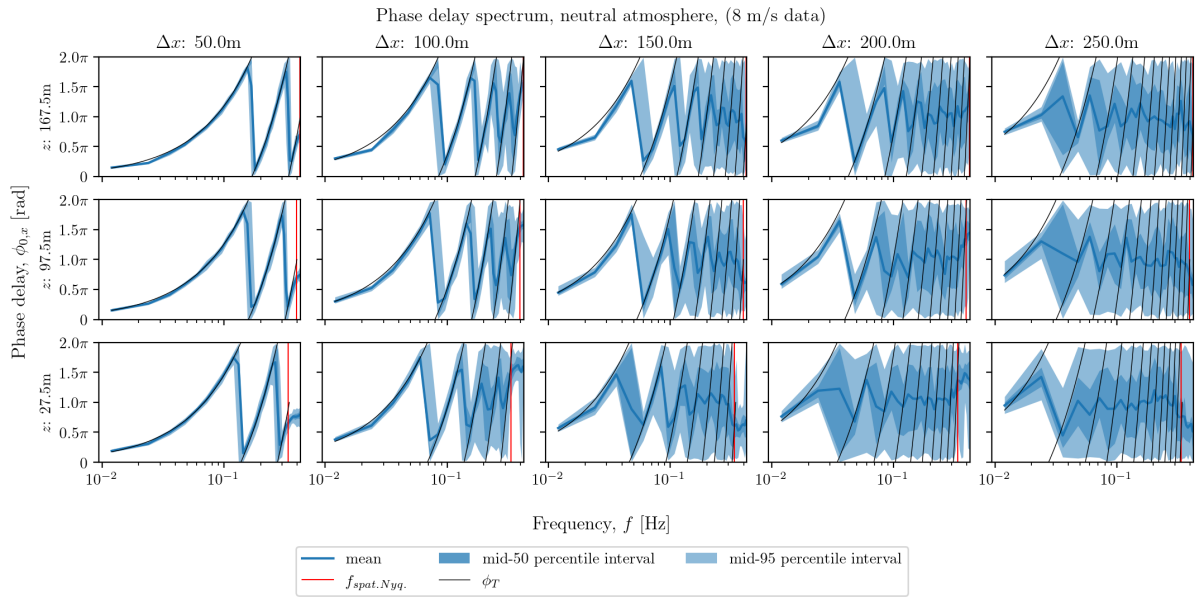 Phase delay spectrum, neutral atmosphere, (8 m/s data)
Δx: 50.0m Δx: 100.0m Δx: 150.0m Δx: 200.0m Δx: 250.0m
Phase delay, ϕ₀,ₓ [rad]
z: 167.5m
2.0π
1.5π
1.0π
0.5π
0
z: 97.5m
2.0π
1.5π
1.0π
0.5π
0
z: 27.5m
2.0π
1.5π
1.0π
0.5π
0
10⁻² 10⁻¹ 10⁻² 10⁻¹ 10⁻² 10⁻¹ 10⁻² 10⁻¹ 10⁻² 10⁻¹
Frequency, f [Hz]
mean mid-50 percentile interval mid-95 percentile interval
f_{spat.Nyq.} ϕ_T